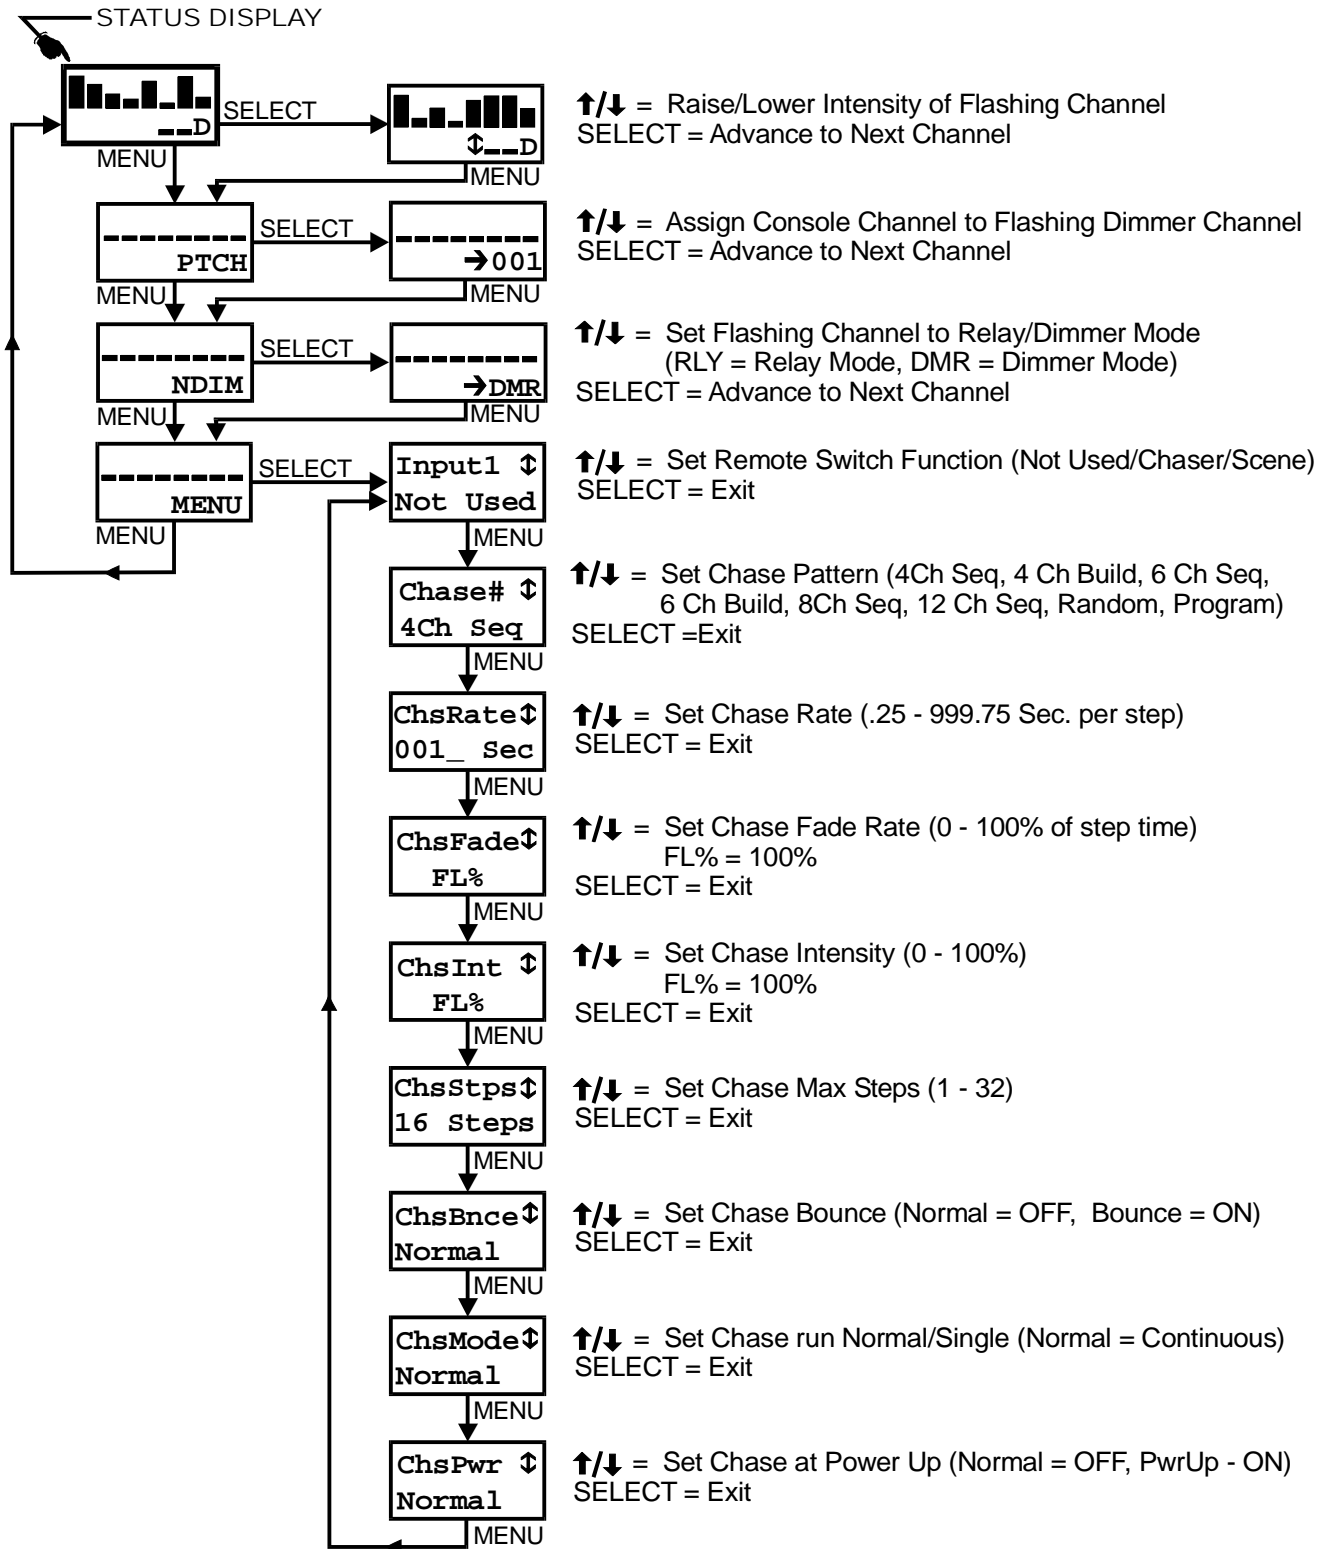 STATUS DISPLAY
__D
SELECT
↕__D
↑/↓ = Raise/Lower Intensity of Flashing Channel
SELECT = Advance to Next Channel
MENU
MENU
--------
PTCH
SELECT
--------
→001
↑/↓ = Assign Console Channel to Flashing Dimmer Channel
SELECT = Advance to Next Channel
MENU
MENU
--------
NDIM
SELECT
--------
→DMR
↑/↓ = Set Flashing Channel to Relay/Dimmer Mode
(RLY = Relay Mode, DMR = Dimmer Mode)
SELECT = Advance to Next Channel
MENU
MENU
--------
MENU
SELECT
Input1 ↕
Not Used
↑/↓ = Set Remote Switch Function (Not Used/Chaser/Scene)
SELECT = Exit
MENU
MENU
Chase# ↕
4Ch Seq
↑/↓ = Set Chase Pattern (4Ch Seq, 4 Ch Build, 6 Ch Seq,
6 Ch Build, 8Ch Seq, 12 Ch Seq, Random, Program)
SELECT =Exit
MENU
ChsRate↕
001_ Sec
↑/↓ = Set Chase Rate (.25 - 999.75 Sec. per step)
SELECT = Exit
MENU
ChsFade↕
FL%
↑/↓ = Set Chase Fade Rate (0 - 100% of step time)
FL% = 100%
SELECT = Exit
MENU
ChsInt ↕
FL%
↑/↓ = Set Chase Intensity (0 - 100%)
FL% = 100%
SELECT = Exit
MENU
ChsStps↕
16 Steps
↑/↓ = Set Chase Max Steps (1 - 32)
SELECT = Exit
MENU
ChsBnce↕
Normal
↑/↓ = Set Chase Bounce (Normal = OFF, Bounce = ON)
SELECT = Exit
MENU
ChsMode↕
Normal
↑/↓ = Set Chase run Normal/Single (Normal = Continuous)
SELECT = Exit
MENU
ChsPwr ↕
Normal
↑/↓ = Set Chase at Power Up (Normal = OFF, PwrUp - ON)
SELECT = Exit
MENU